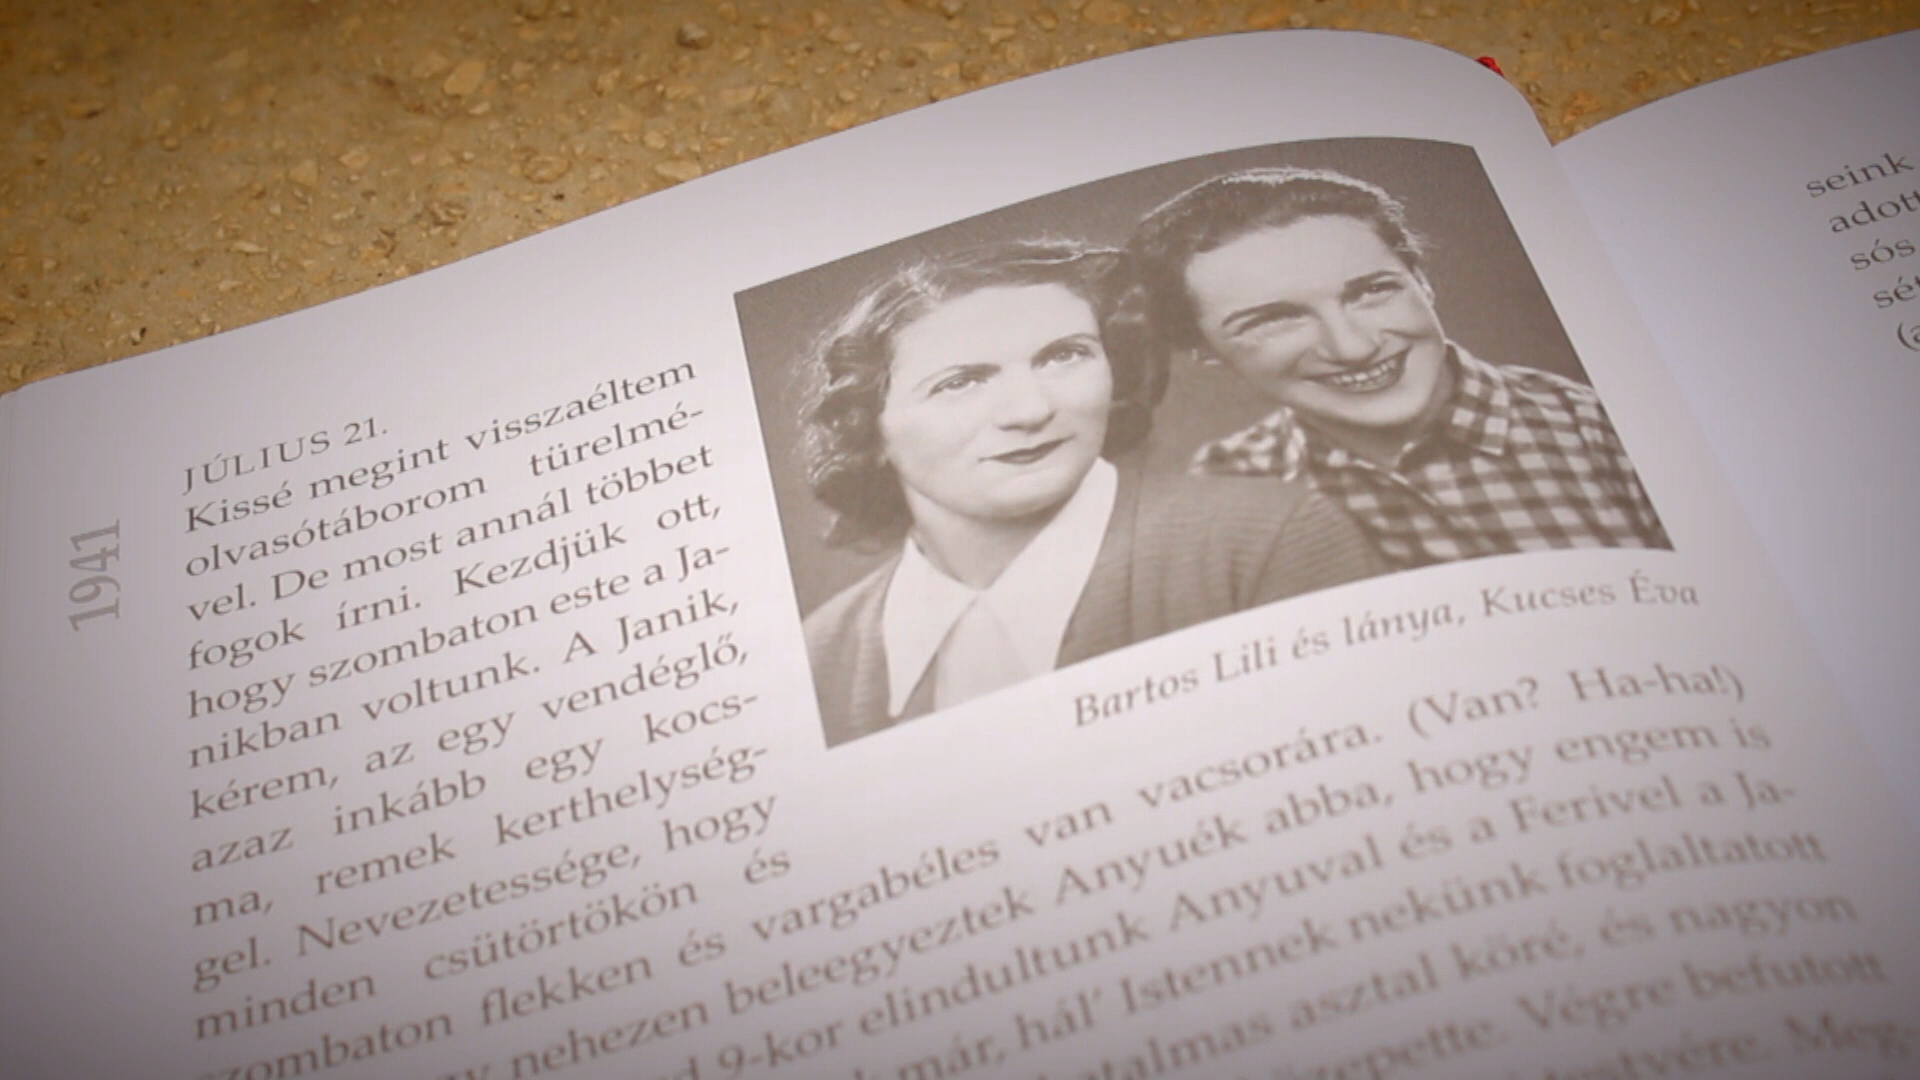 1941
JÚLIUS 21.
Kissé megint visszaéltem
olvasótáborom türelmé-
vel. De most annál többet
fogok írni. Kezdjük ott,
hogy szombaton este a Ja-
nikban voltunk. A Janik,
kérem, az egy vendéglő,
azaz inkább egy kocs-
ma, remek kerthelység-
gel. Nevezetessége, hogy
minden csütörtökön és
szombaton flekken és vargabéles van vacsorára. (Van? Ha-ha!)
nehezen beleegyeztek Anyuék abba, hogy engem is
9-kor elindultunk Anyuval és a Ferivel a Ja-
már, hál' Istennek nekünk foglaltatott
asztal köré, és nagyon
Végre befutott
Meg-
Bartos Lili és lánya, Kucses Éva
seink